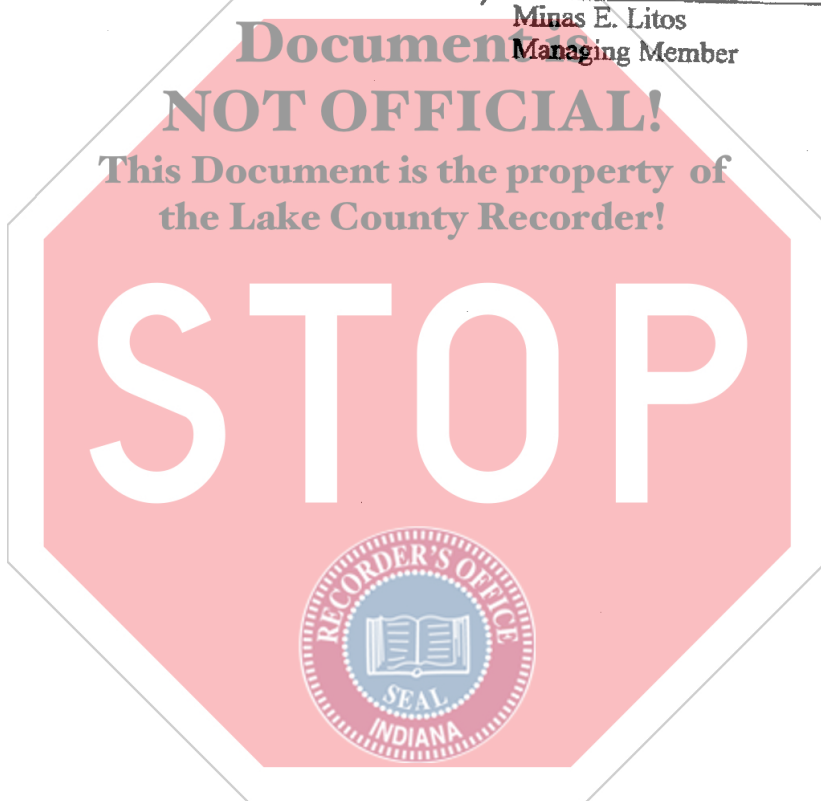 Minas E. Litos
Managing Member
Document is
NOT OFFICIAL!
This Document is the property of
the Lake County Recorder!
STOP
RECORDER'S OFFICE
SEAL
INDIANA